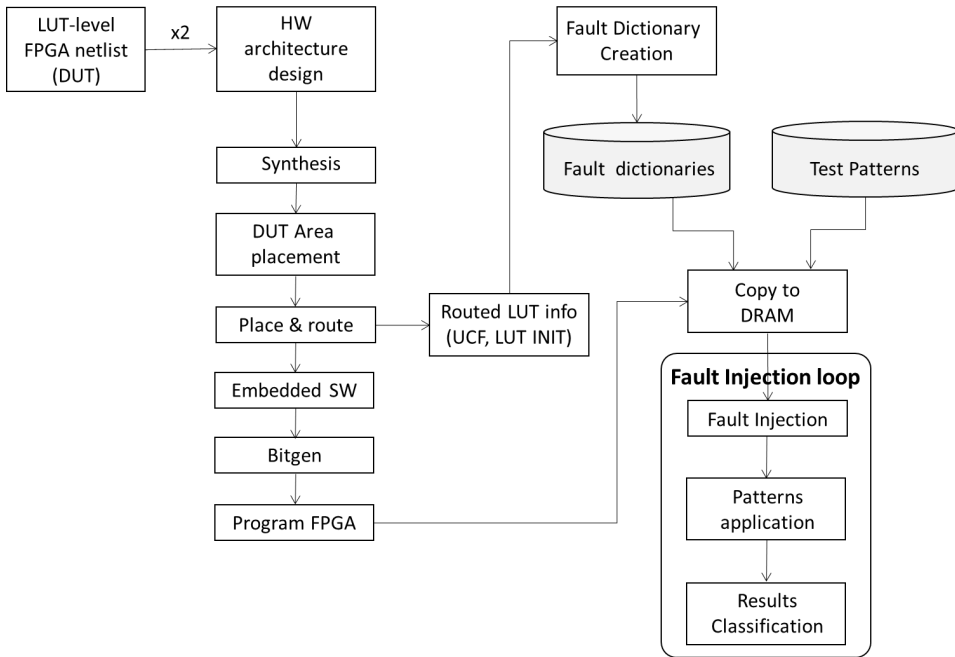 LUT-level
FPGA netlist
(DUT)
x2
HW
architecture
design
Synthesis
DUT Area
placement
Place & route
Embedded SW
Bitgen
Program FPGA
Routed LUT info
(UCF, LUT INIT)
Fault Dictionary
Creation
Fault dictionaries
Test Patterns
Copy to
DRAM
Fault Injection loop
Fault Injection
Patterns
application
Results
Classification